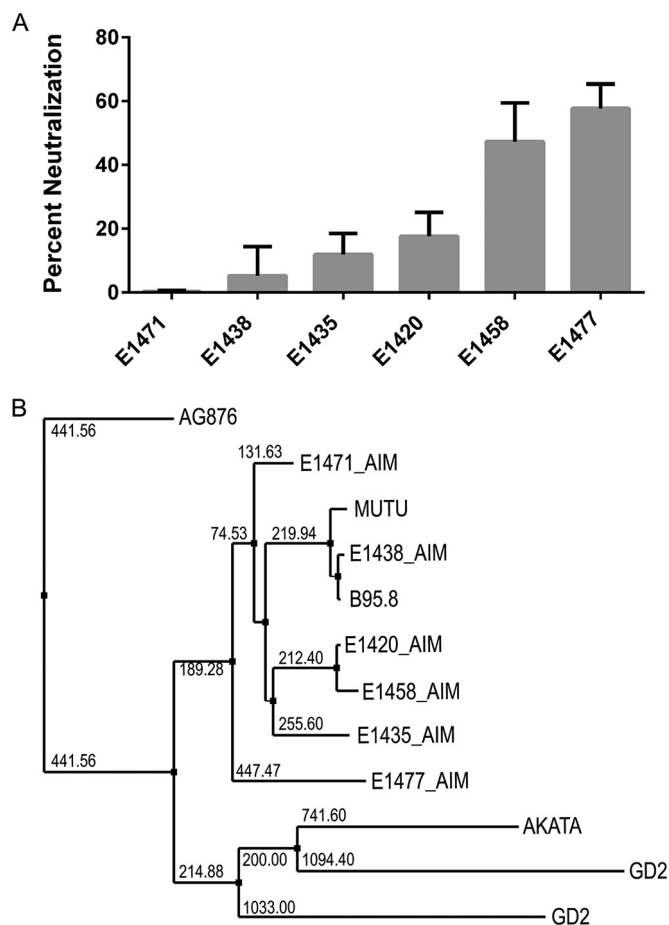 A
Percent Neutralization
80
60
40
20
0
E1471
E1438
E1435
E1420
E1458
E1477
B
AG876
441.56
131.63
E1471_AIM
MUTU
74.53
219.94
E1438_AIM
B95.8
E1420_AIM
212.40
189.28
E1458_AIM
255.60
E1435_AIM
441.56
447.47
E1477_AIM
741.60
AKATA
200.00
1094.40
214.88
GD2
1033.00
GD2